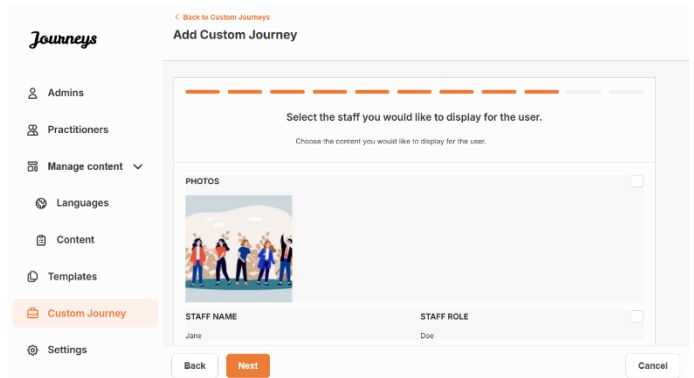 Journeys
Admins
Practitioners
Manage content
Languages
Content
Templates
Custom Journey
Settings
Back to Custom Journeys
Add Custom Journey
Select the staff you would like to display for the user.
Choose the content you would like to display for the user.
PHOTOS
STAFF NAME STAFF ROLE
Jane Doe
Back Next Cancel